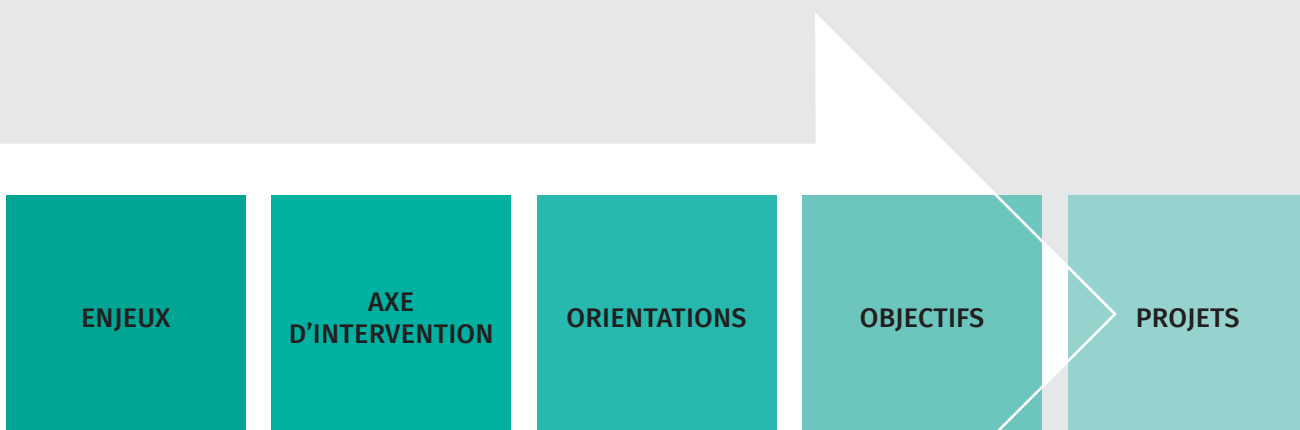 ENJEUX
AXE
D’INTERVENTION
ORIENTATIONS
OBJECTIFS
PROJETS